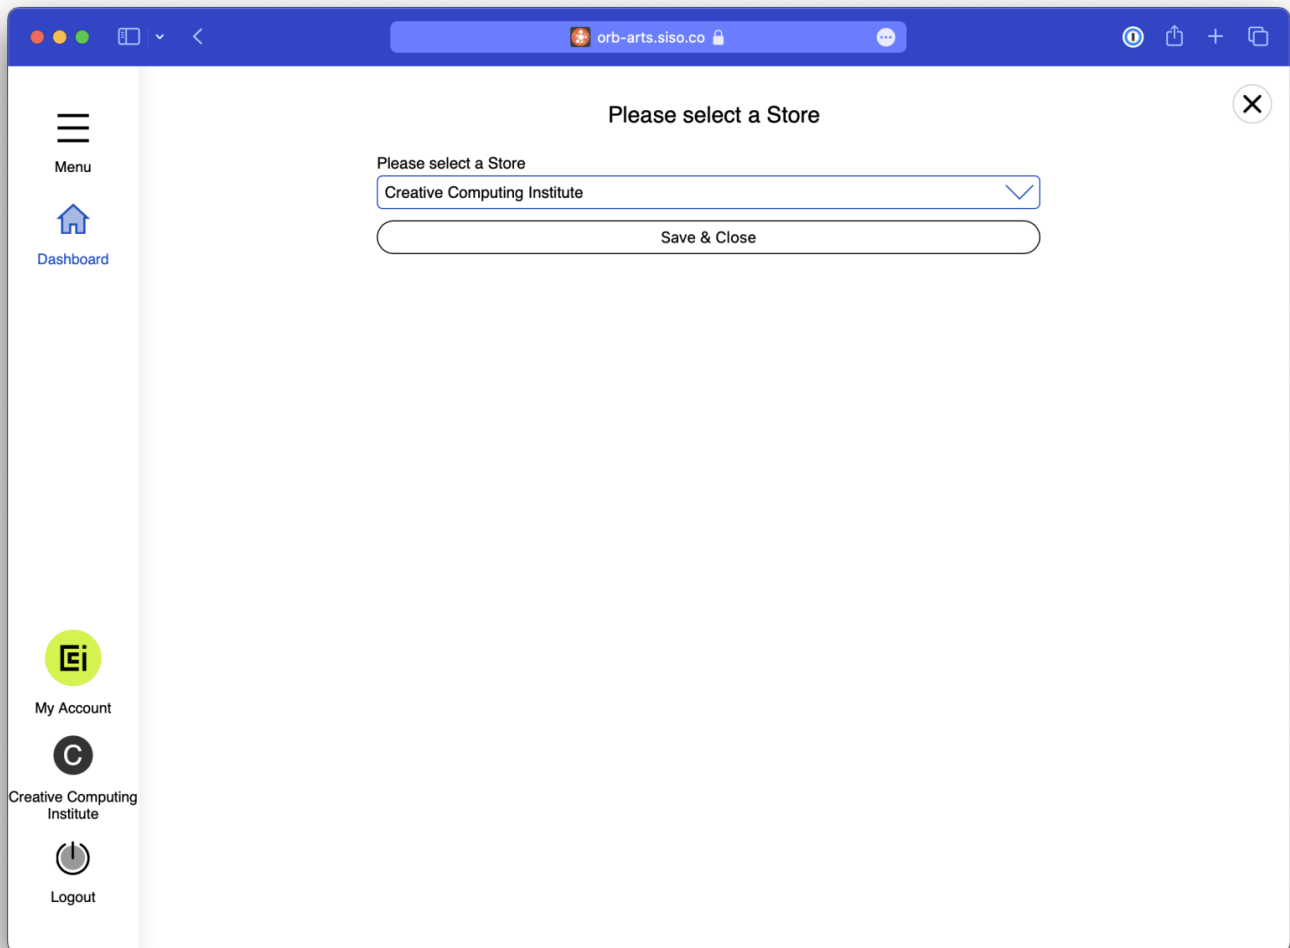 orb-arts.siso.co
Menu
Dashboard
Please select a Store
Please select a Store
Creative Computing Institute
Save & Close
My Account
C
Creative Computing
Institute
Logout